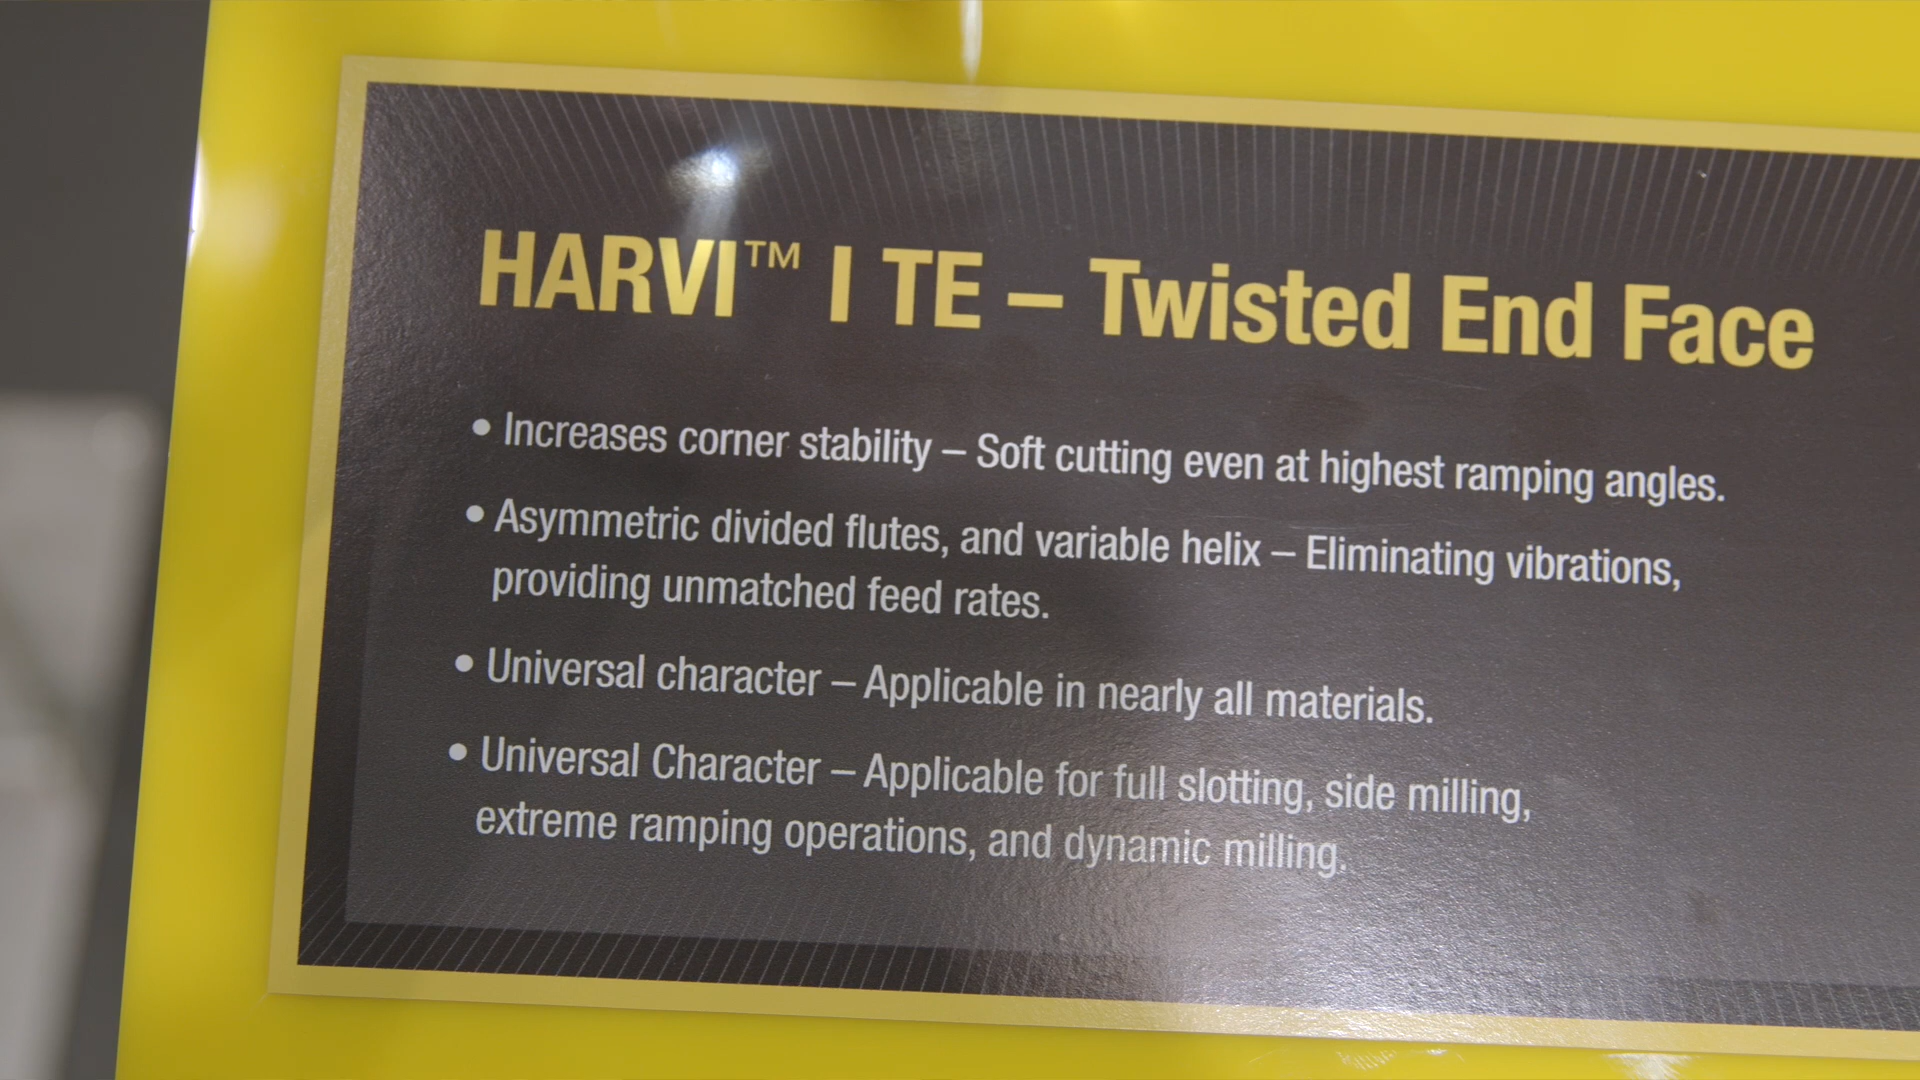 HARVI™ I TE – Twisted End Face
• Increases corner stability – Soft cutting even at highest ramping angles.
• Asymmetric divided flutes, and variable helix – Eliminating vibrations,
providing unmatched feed rates.
• Universal character – Applicable in nearly all materials.
• Universal Character – Applicable for full slotting, side milling,
extreme ramping operations, and dynamic milling.